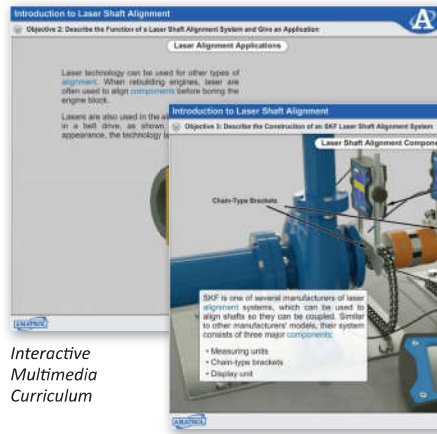 Introduction to Laser Shaft Alignment
Objective 2: Describe the Function of a Laser Shaft Alignment System and Give an Application
Laser Alignment Applications
Laser technology can be used for other types of
alignment. When rebuilding engines, laser are
often used to align components before boring the
engine block.
Lasers are also used in the
in a belt drive, as shown
appearance, the technology
AMATROL
Introduction to Laser Shaft Alignment
Objective 3: Describe the Construction of an SKF Laser Shaft Alignment System
Laser Shaft Alignment
Chain-Type Brackets
SKF is one of several manufacturers of laser
alignment systems, which can be used to
align shafts so they can be coupled. Similar
to other manufacturers' models, their system
consists of three major components:
• Measuring units
• Chain-type brackets
• Display unit
AMATROL
Interactive
Multimedia
Curriculum